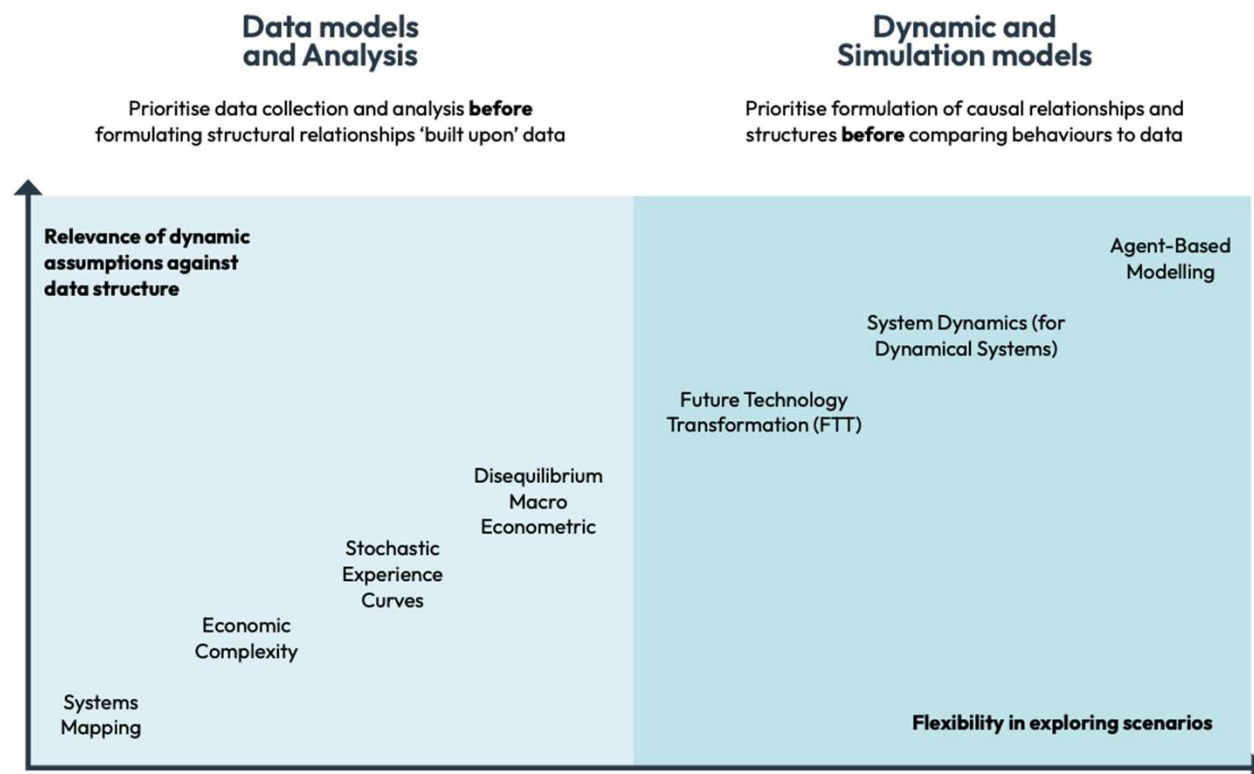 Data models
and Analysis
Prioritise data collection and analysis before
formulating structural relationships ‘built upon’ data
Dynamic and
Simulation models
Prioritise formulation of causal relationships and
structures before comparing behaviours to data
Relevance of dynamic
assumptions against
data structure
Agent-Based
Modelling
System Dynamics (for
Dynamical Systems)
Future Technology
Transformation (FTT)
Disequilibrium
Macro
Econometric
Stochastic
Experience
Curves
Economic
Complexity
Systems
Mapping
Flexibility in exploring scenarios